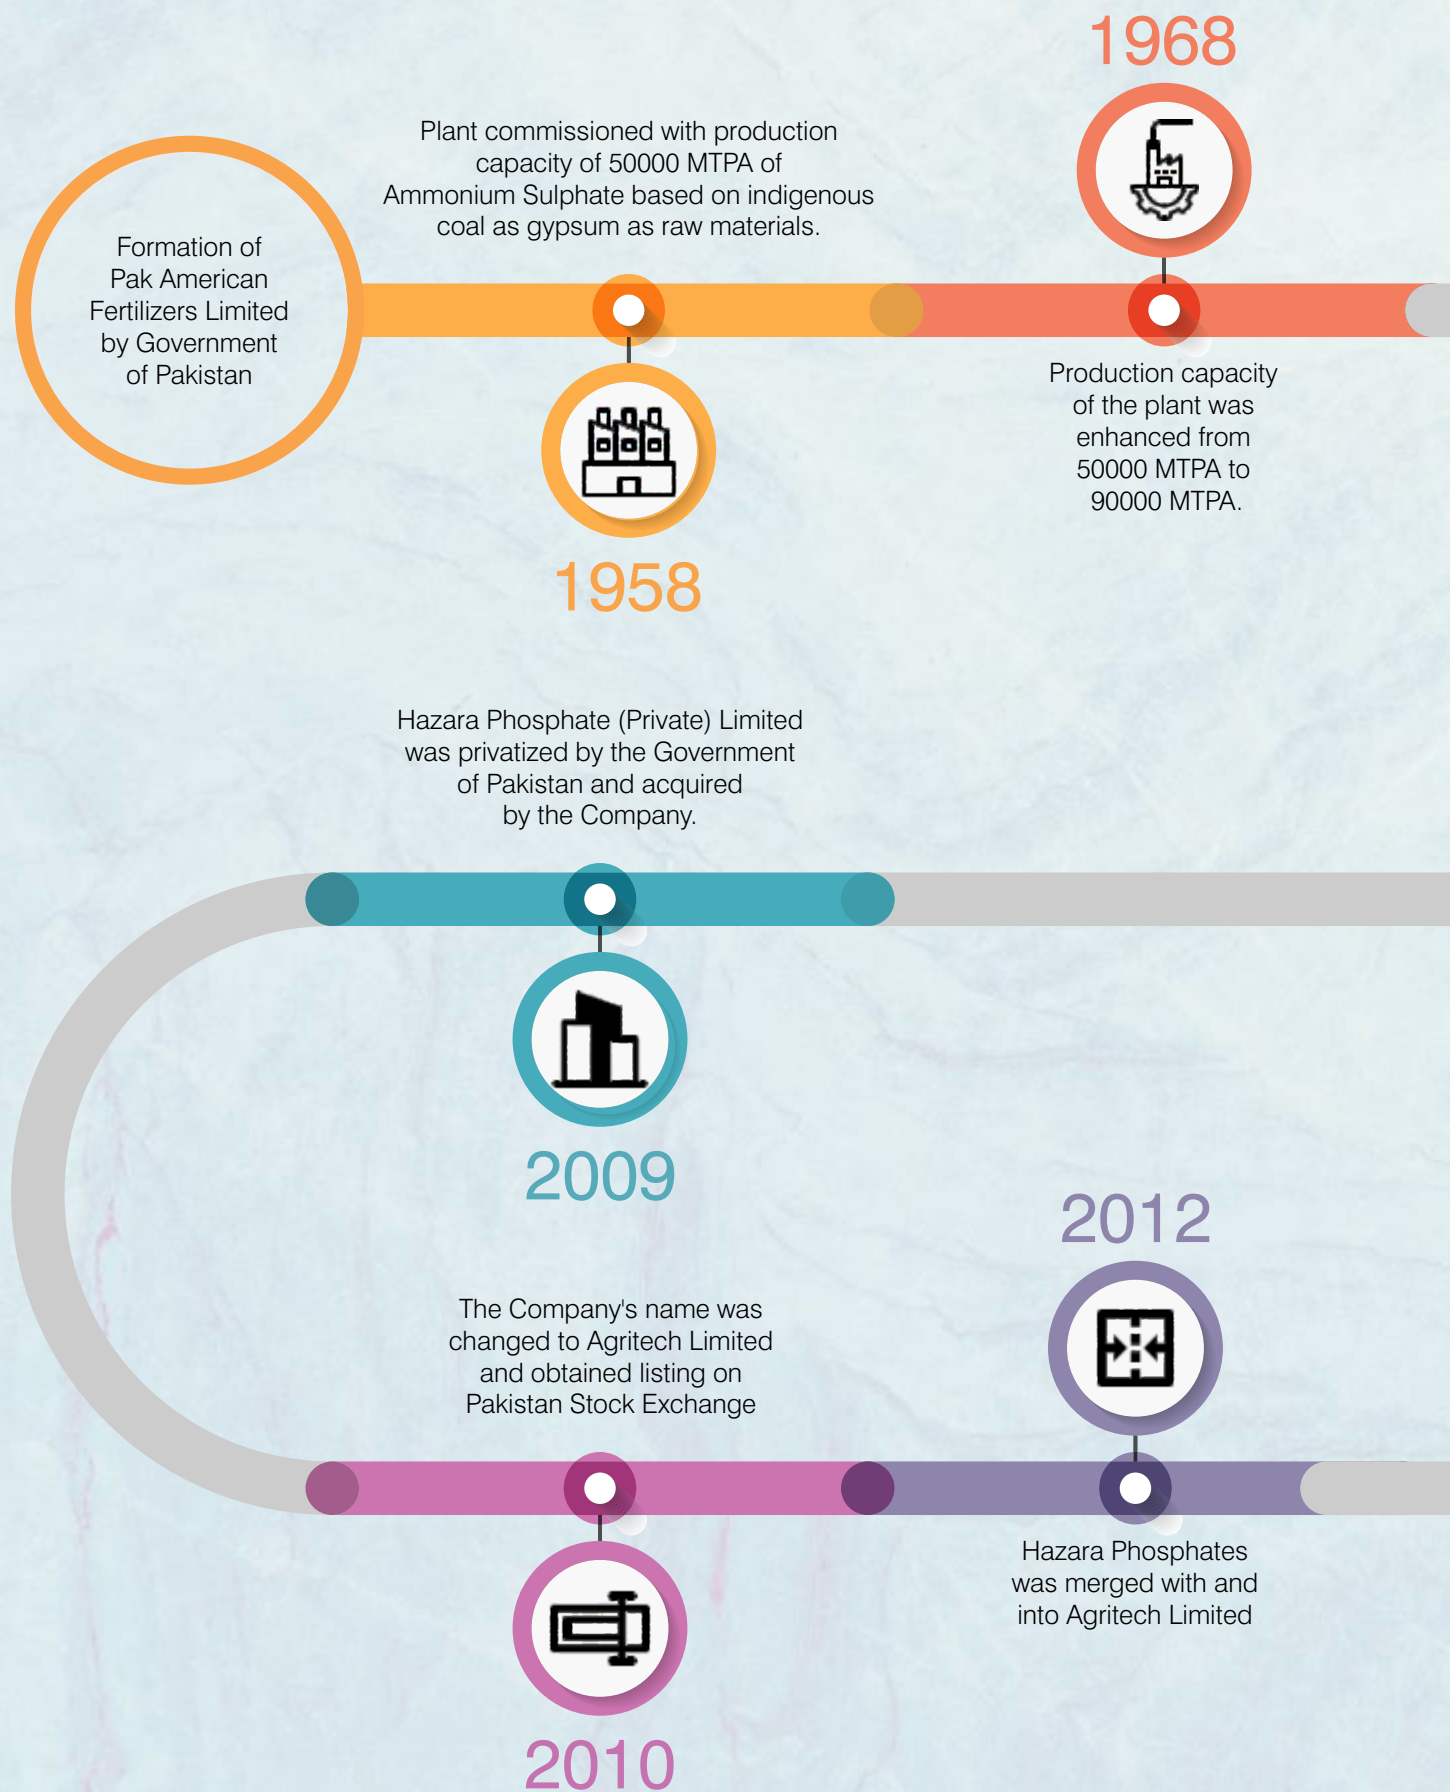 Formation of
Pak American
Fertilizers Limited
by Government
of Pakistan
Plant commissioned with production
capacity of 50000 MTPA of
Ammonium Sulphate based on indigenous
coal as gypsum as raw materials.
1958
1968
Production capacity
of the plant was
enhanced from
50000 MTPA to
90000 MTPA.
Hazara Phosphate (Private) Limited
was privatized by the Government
of Pakistan and acquired
by the Company.
2009
The Company's name was
changed to Agritech Limited
and obtained listing on
Pakistan Stock Exchange
2010
2012
Hazara Phosphates
was merged with and
into Agritech Limited